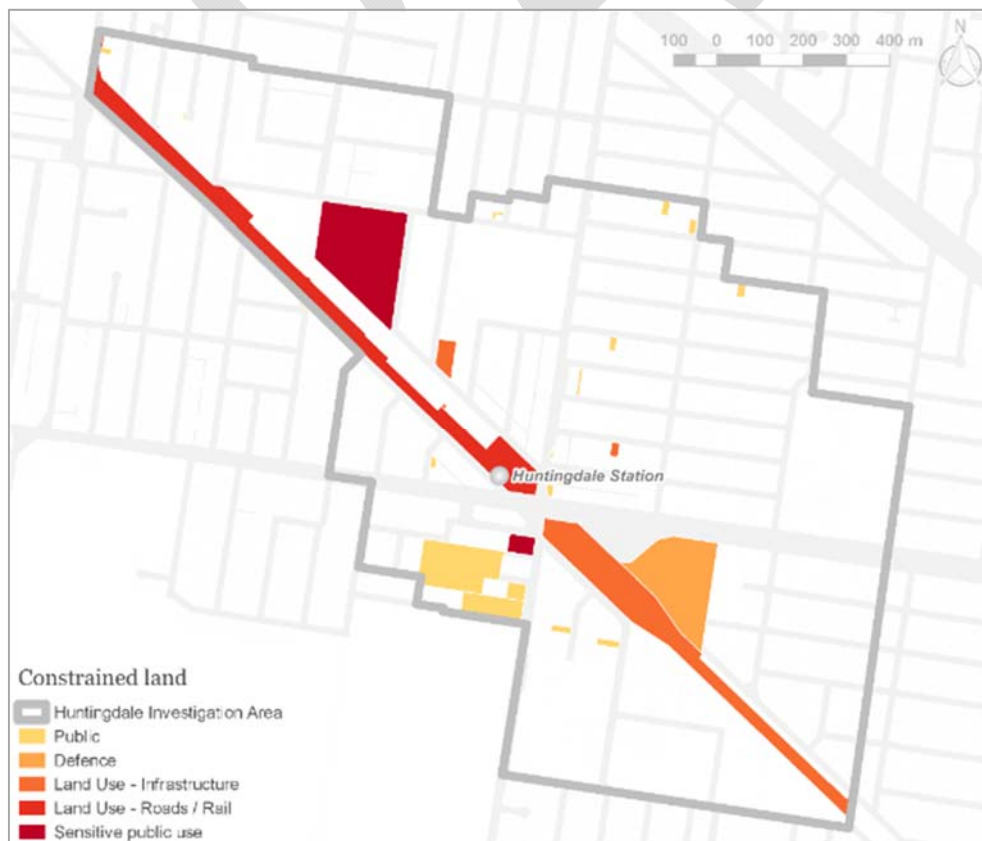 N
100 0 100 200 300 400 m
Huntingdale Station
Constrained land
Huntingdale Investigation Area
Public
Defence
Land Use - Infrastructure
Land Use - Roads / Rail
Sensitive public use